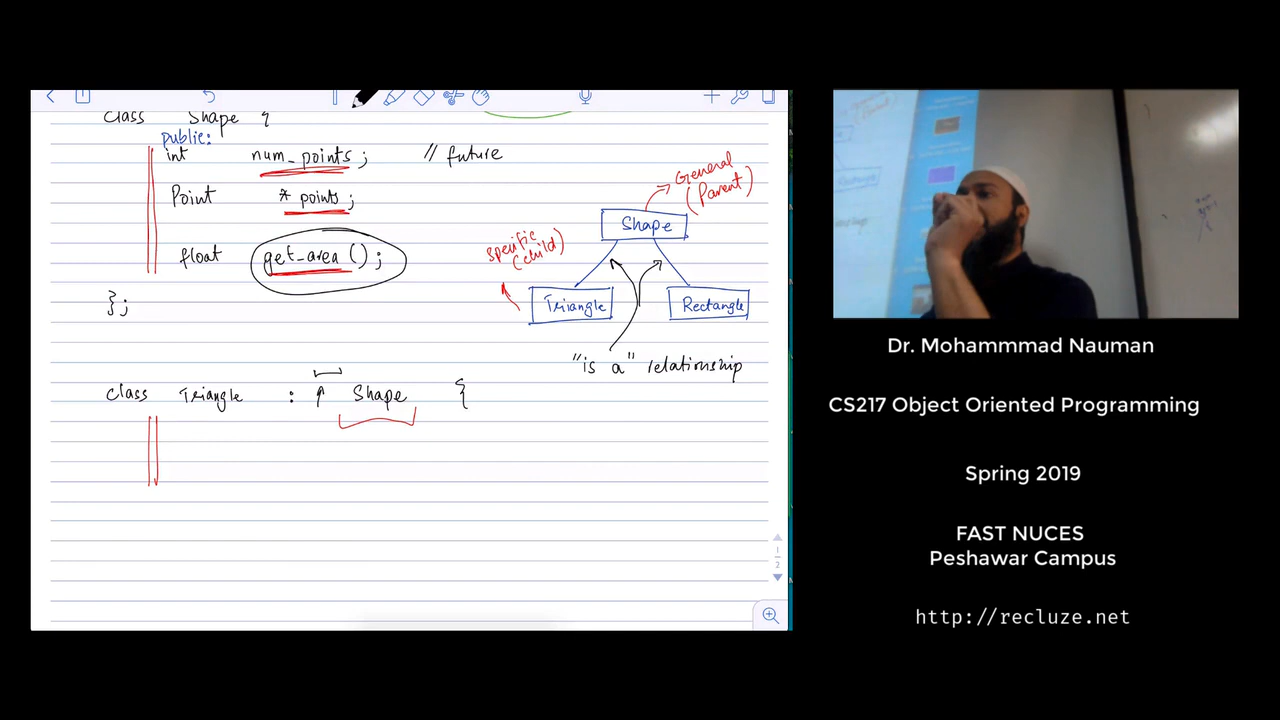 Class Shape {
public:
int num_points; // future
Point * points;
float get_area();
};
General
(Parent)
Shape
specific
(child)
Triangle Rectangle
"is a" relationship
class Triangle : Shape {
1
2
Dr. Mohammmad Nauman
CS217 Object Oriented Programming
Spring 2019
FAST NUCES
Peshawar Campus
http://recluze.net